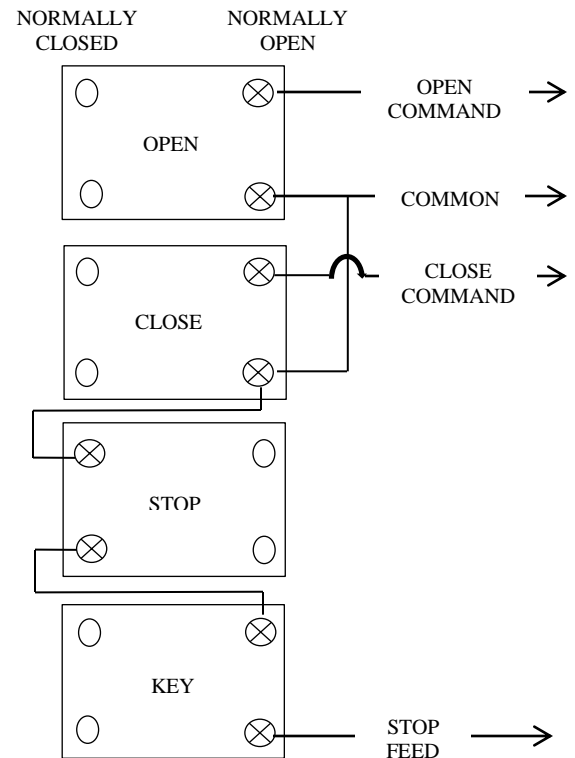 NORMALLY
CLOSED
NORMALLY
OPEN
OPEN
COMMAND
OPEN
COMMON
CLOSE
COMMAND
CLOSE
STOP
KEY
STOP
FEED